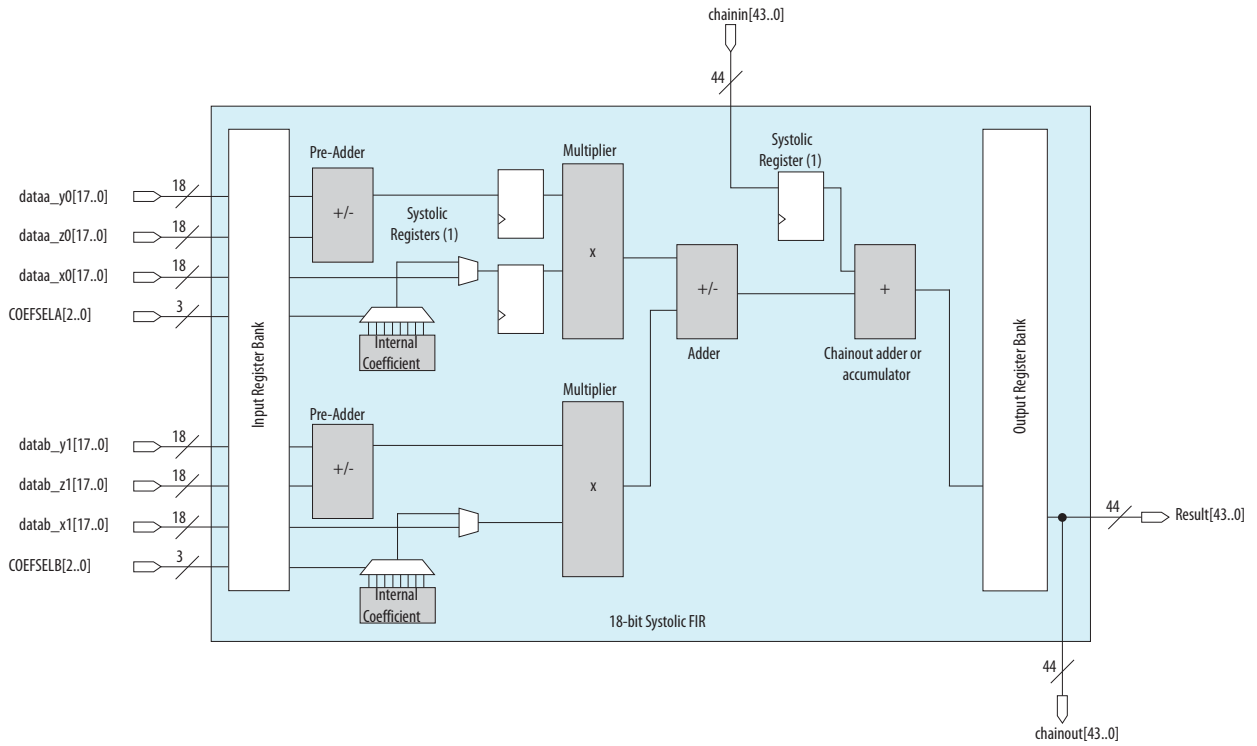 chainin[43..0]
44
Systolic
Register (1)
Pre-Adder
Multiplier
dataa_y0[17..0]
18
+/-
Systolic
Registers (1)
dataa_z0[17..0]
18
dataa_x0[17..0]
18
x
+/-
+
COEFSELA[2..0]
3
Internal
Coefficient
Adder
Chainout adder or
accumulator
Input Register Bank
Output Register Bank
Multiplier
Pre-Adder
datab_y1[17..0]
18
+/-
datab_z1[17..0]
18
x
datab_x1[17..0]
18
44
Result[43..0]
COEFSELB[2..0]
3
Internal
Coefficient
18-bit Systolic FIR
44
chainout[43..0]